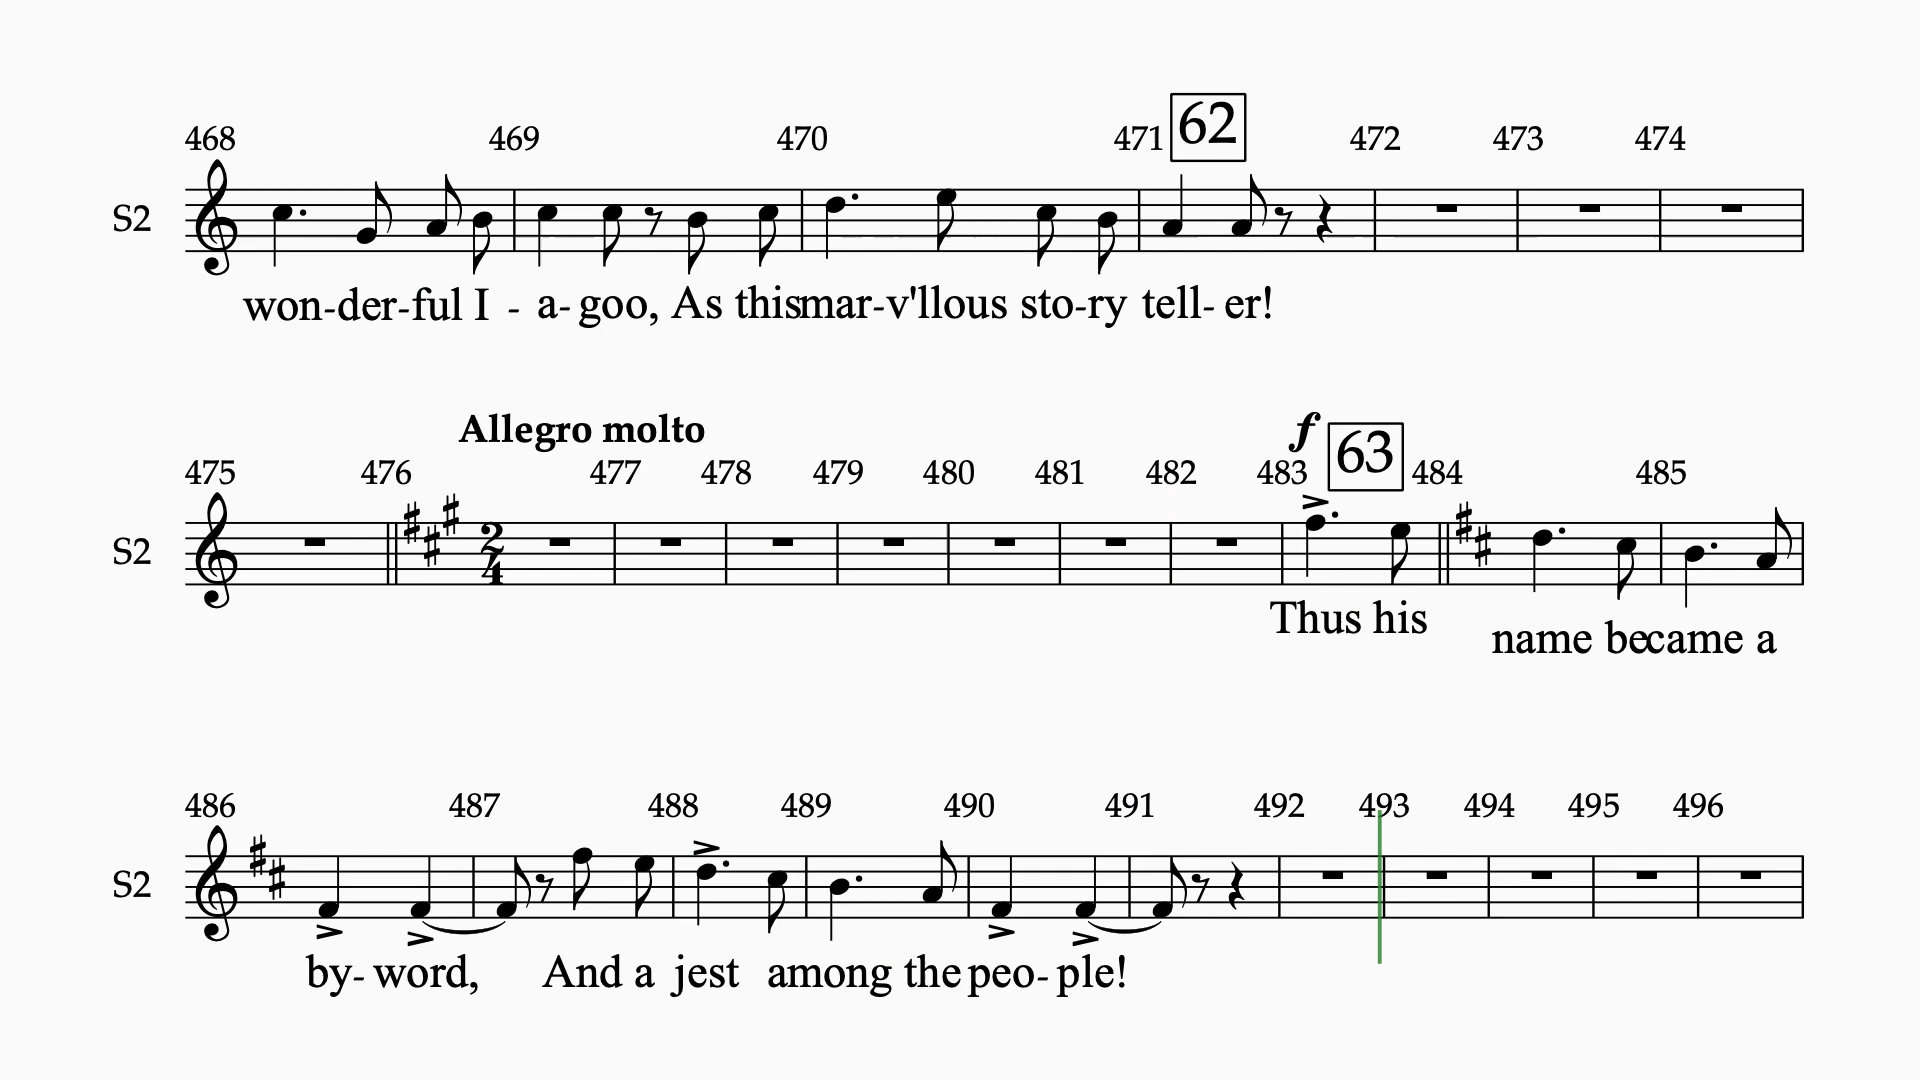 62
468 469 470 471 472 473 474
S2
won-der-ful I - a-goo, As thismar-v'llous sto-ry tell-er!
Allegro molto f 63
475 476 477 478 479 480 481 482 483 484 485
S2 2/4
Thus his
name became a
486 487 488 489 490 491 492 493 494 495 496
S2
by-word, And a jest among the peo-ple!